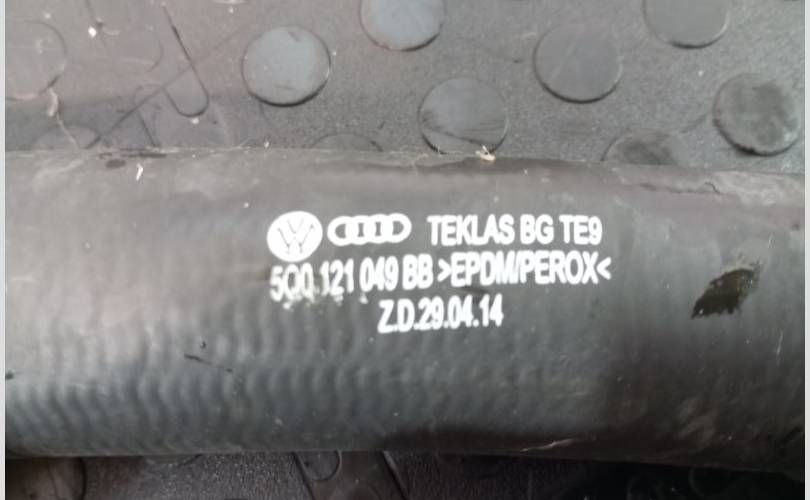 TEKLAS BG TE9
5Q0 121 049 BB >EPDM/PEROX<
Z.D.29.04.14